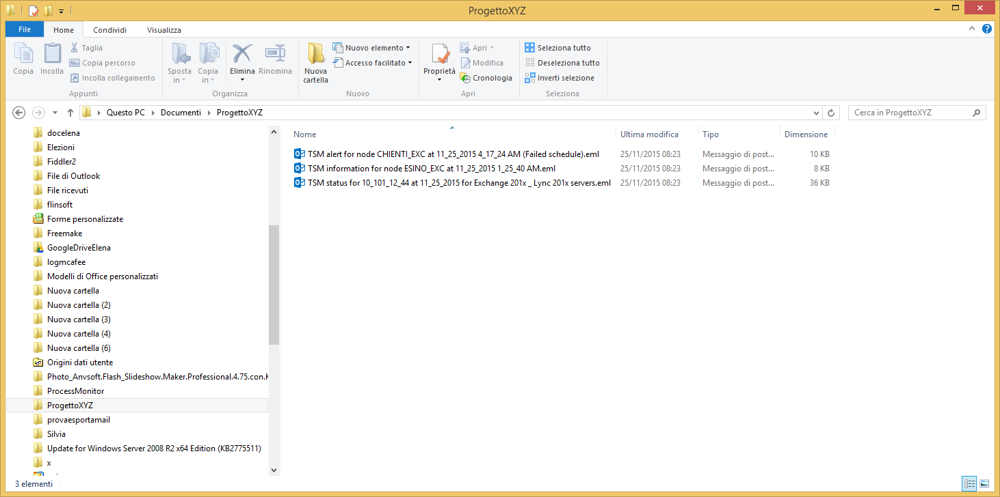 ProgettoXYZ
File Home Condividi Visualizza
Copia
Incolla
Taglia
Copia percorso
Incolla collegamento
Appunti
Sposta in
Copia in
Elimina
Rinomina
Organizza
Nuova cartella
Nuovo elemento
Accesso facilitato
Nuovo
Proprietà
Apri
Modifica
Cronologia
Apri
Seleziona tutto
Deseleziona tutto
Inverti selezione
Seleziona
Questo PC Documenti ProgettoXYZ
Cerca in ProgettoXYZ
docelena
Elezioni
Fiddler2
File di Outlook
File ricevuti
flinsoft
Forme personalizzate
Freemake
GoogleDriveElena
logmcafee
Modelli di Office personalizzati
Nuova cartella
Nuova cartella (2)
Nuova cartella (3)
Nuova cartella (4)
Nuova cartella (6)
Origini dati utente
Photo_Anvsoft.Flash_Slideshow.Maker.Professional.4.75.con.K
ProcessMonitor
ProgettoXYZ
provaesportamail
Silvia
Update for Windows Server 2008 R2 x64 Edition (KB2775511)
x
Nome Ultima modifica Tipo Dimensione
TSM alert for node CHIENTI_EXC at 11_25_2015 4_17_24 AM (Failed schedule).eml 25/11/2015 08:23 Messaggio di post... 10 KB
TSM information for node ESINO_EXC at 11_25_2015 1_25_40 AM.eml 25/11/2015 08:23 Messaggio di post... 8 KB
TSM status for 10_101_12_44 at 11_25_2015 for Exchange 201x _ Lync 201x servers.eml 25/11/2015 08:23 Messaggio di post... 36 KB
3 elementi